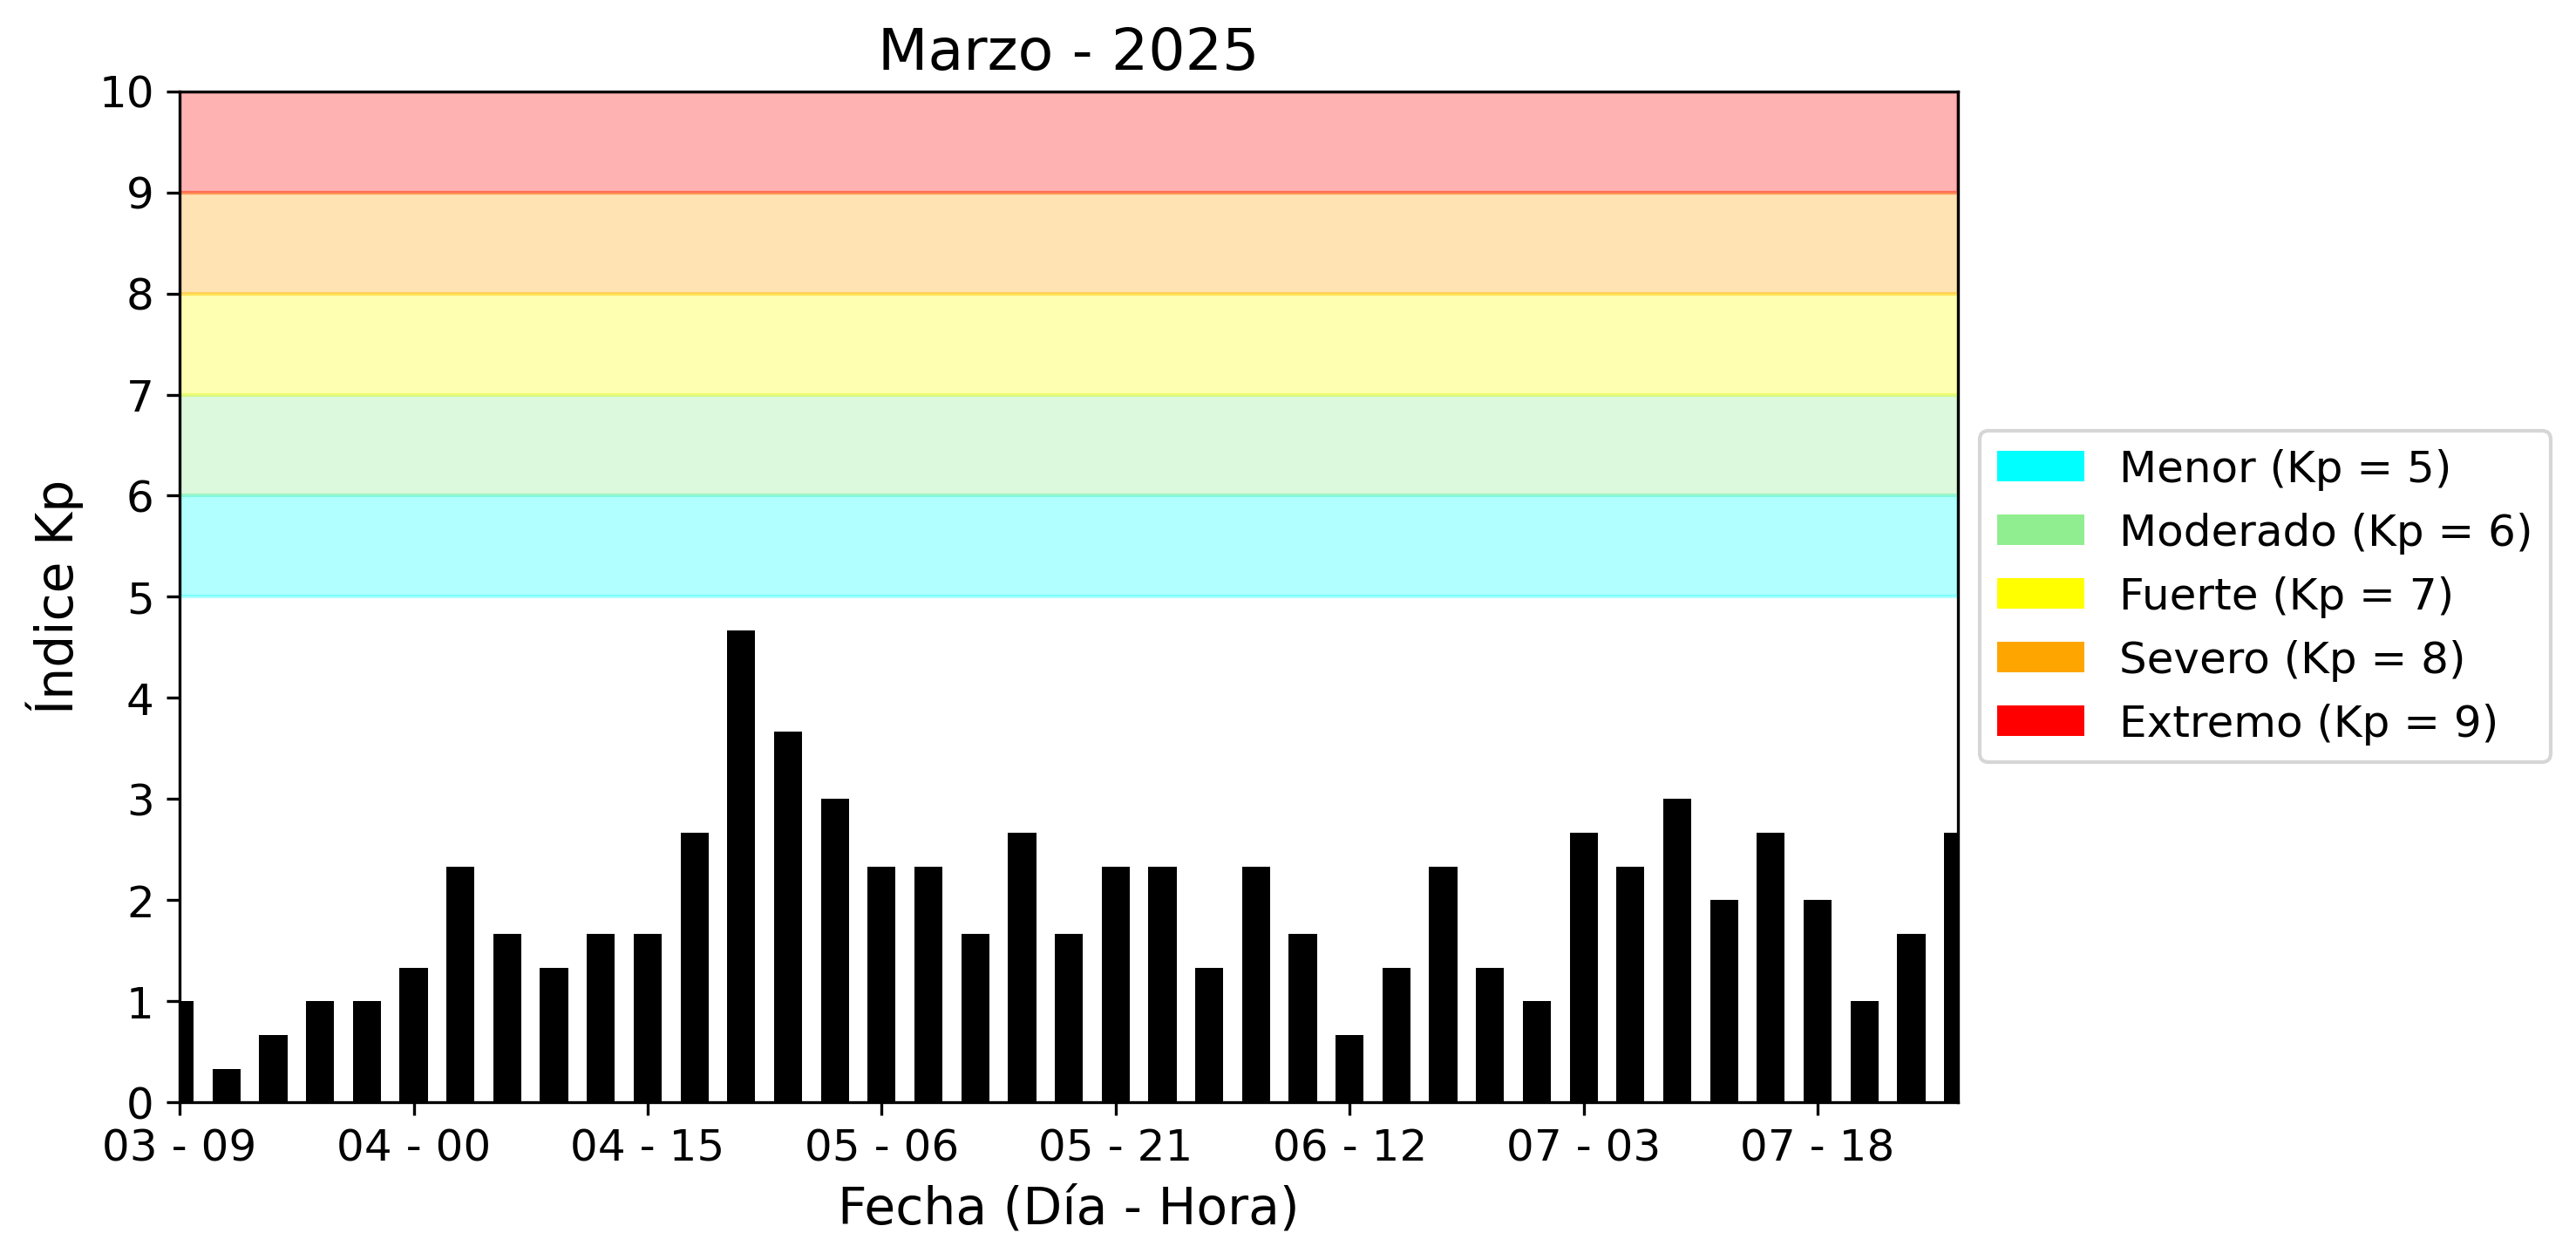 Marzo - 2025
10
9
8
7
6
5
4
3
2
1
0
Índice Kp
03 - 09 04 - 00 04 - 15 05 - 06 05 - 21 06 - 12 07 - 03 07 - 18
Fecha (Día - Hora)
Menor (Kp = 5)
Moderado (Kp = 6)
Fuerte (Kp = 7)
Severo (Kp = 8)
Extremo (Kp = 9)